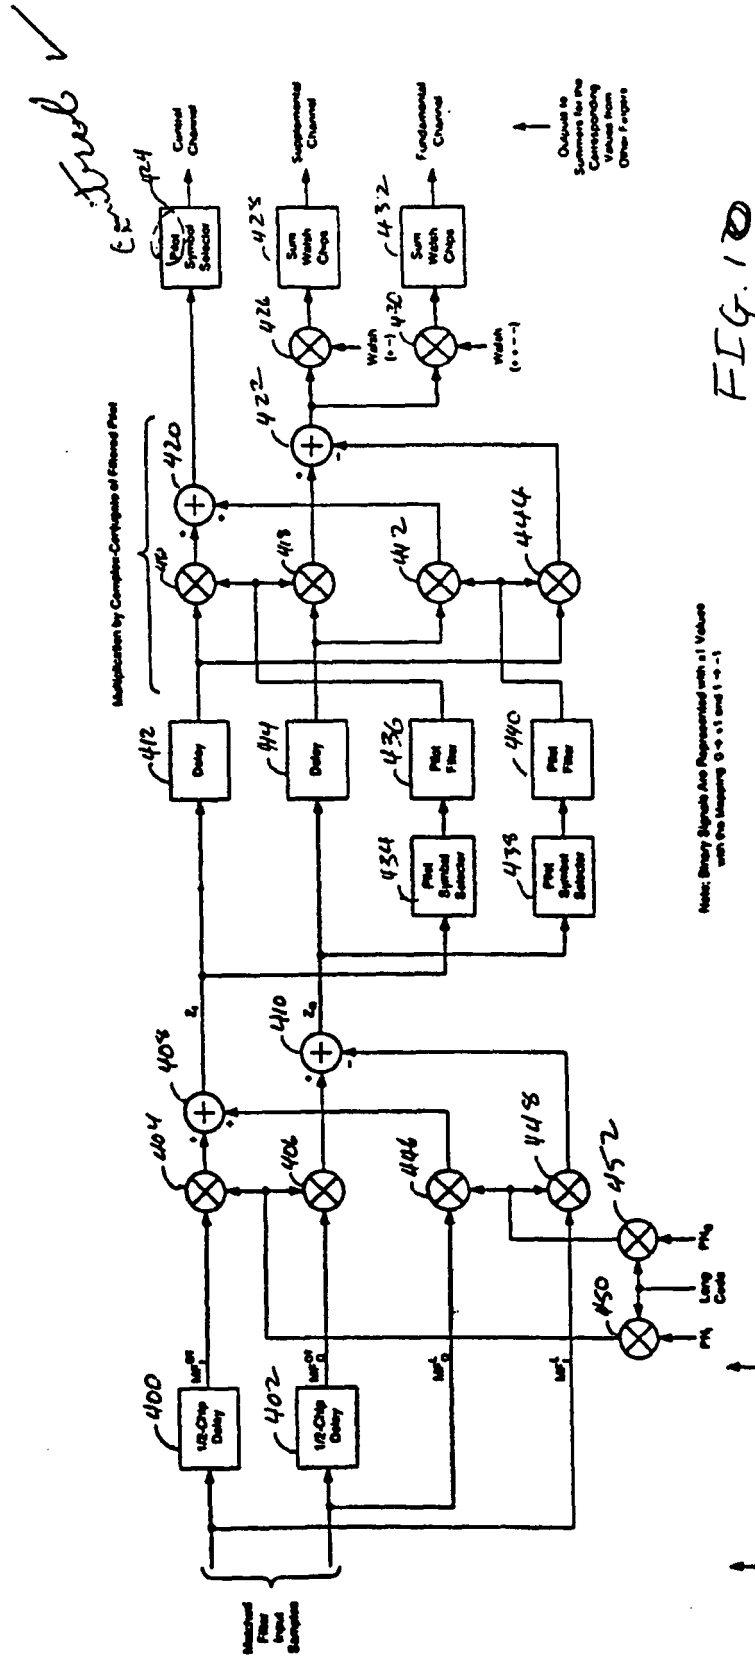 Control
Channel
424
Pilot
Symbol
Selector
Supplemental
Channel
428
Sum
Walsh
Chips
Fundamental
Channel
432
Sum
Walsh
Chips
Outputs to
Summers for the
Corresponding
Values from
Other Fingers
426
430
Walsh
(+ -)
Walsh
(+ + - -)
422
420
Multiplication by Complex-Conjugate of Filtered Pilot
418
442
444
412
Delay
414
Delay
436
Pilot
Filter
440
Pilot
Filter
434
Pilot
Symbol
Selector
438
Pilot
Symbol
Selector
Note: Binary Signals Are Represented with ±1 Values
with the Mapping 0 → +1 and 1 → -1
408
410
404
406
446
448
452
450
PN
Long
Code
PN
400
1/2-Chip
Delay
402
1/2-Chip
Delay
Matched
Filter
Input
Samples
FIG. 10